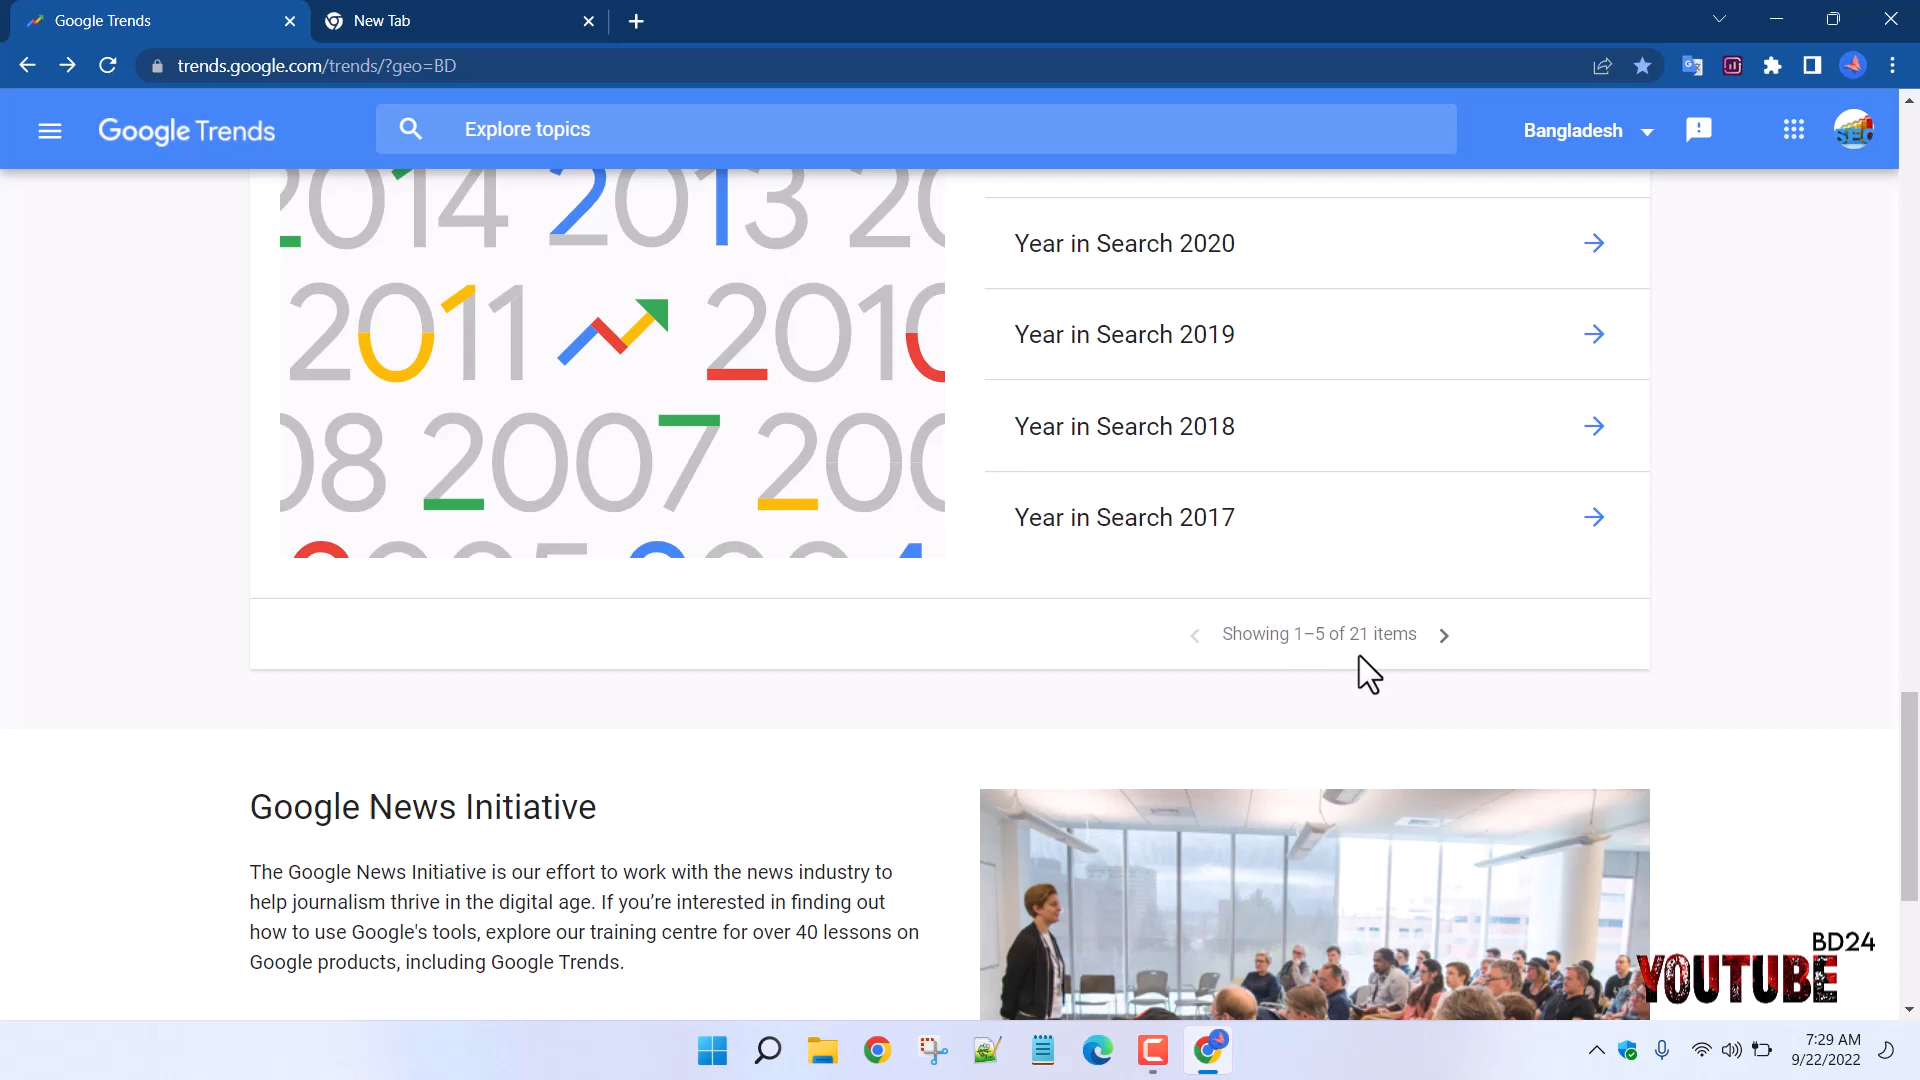 Google Trends
New Tab
trends.google.com/trends/?geo=BD
Google Trends
Explore topics
Bangladesh
SEO
2014 2013 20
2011 2010
08 2007 200
Year in Search 2020
Year in Search 2019
Year in Search 2018
Year in Search 2017
Showing 1–5 of 21 items
Google News Initiative
The Google News Initiative is our effort to work with the news industry to
help journalism thrive in the digital age. If you’re interested in finding out
how to use Google's tools, explore our training centre for over 40 lessons on
Google products, including Google Trends.
BD24
YOUTUBE
7:29 AM
9/22/2022